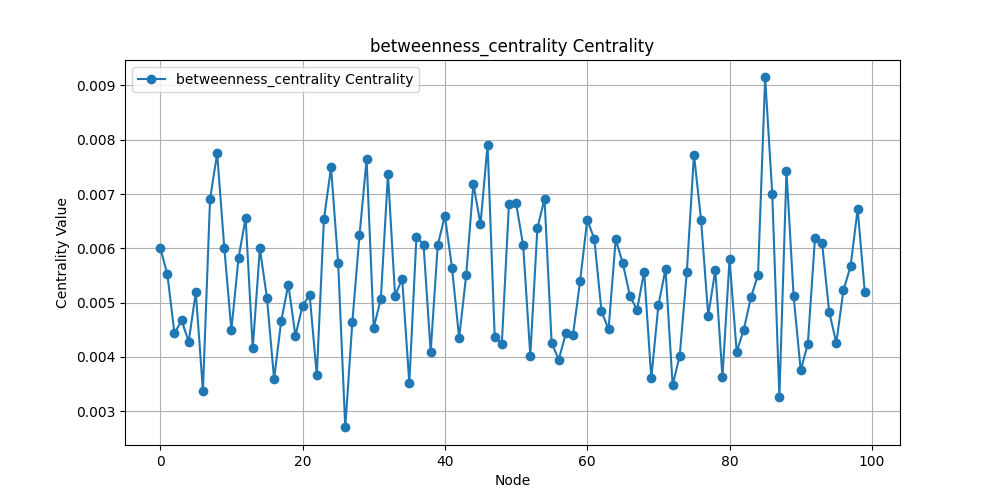 betweenness_centrality Centrality
betweenness_centrality Centrality
0.009
0.008
0.007
0.006
0.005
0.004
0.003
Centrality Value
0 20 40 60 80 100
Node